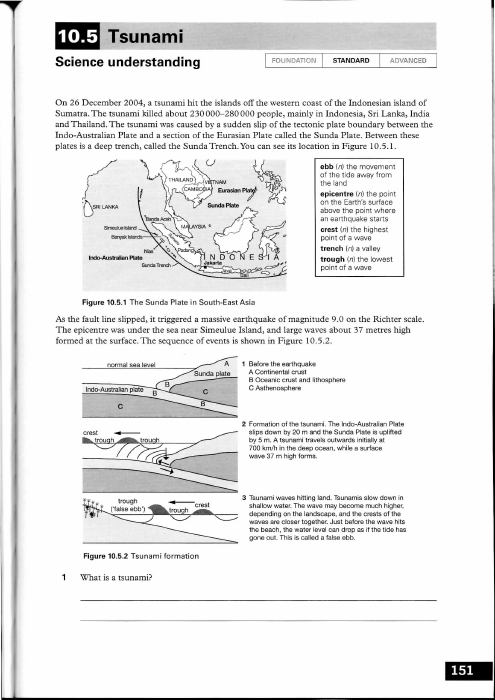 10.5 Tsunami
Science understanding
FOUNDATION STANDARD ADVANCED
On 26 December 2004, a tsunami hit the islands off the western coast of the Indonesian island of
Sumatra. The tsunami killed about 230 000–280 000 people, mainly in Indonesia, Sri Lanka, India
and Thailand. The tsunami was caused by a sudden slip of the tectonic plate boundary between the
Indo-Australian Plate and a section of the Eurasian Plate called the Sunda Plate. Between these
plates is a deep trench, called the Sunda Trench. You can see its location in Figure 10.5.1.
THAILAND
VIETNAM
CAMBODIA
Eurasian Plate
SRI LANKA
Sunda Plate
Banda Aceh
Simeulue Island
MALAYSIA
Banyak Islands
Nias
Padang
Indo-Australian Plate
INDONESIA
Sunda Trench
Jakarta
Java
Bali
ebb (n) the movement
of the tide away from
the land
epicentre (n) the point
on the Earth's surface
above the point where
an earthquake starts
crest (n) the highest
point of a wave
trench (n) a valley
trough (n) the lowest
point of a wave
Figure 10.5.1 The Sunda Plate in South-East Asia
As the fault line slipped, it triggered a massive earthquake of magnitude 9.0 on the Richter scale.
The epicentre was under the sea near Simeulue Island, and large waves about 37 metres high
formed at the surface. The sequence of events is shown in Figure 10.5.2.
normal sea level
A
Sunda plate
Indo-Australian plate
B
B
C
B
C
1 Before the earthquake
A Continental crust
B Oceanic crust and lithosphere
C Asthenosphere
crest
trough
trough
2 Formation of the tsunami. The Indo-Australian Plate
slips down by 20 m and the Sunda Plate is uplifted
by 5 m. A tsunami travels outwards initially at
700 km/h in the deep ocean, while a surface
wave 37 m high forms.
trough
('false ebb')
trough
crest
3 Tsunami waves hitting land. Tsunamis slow down in
shallow water. The wave may become much higher,
depending on the landscape, and the crests of the
waves are closer together. Just before the wave hits
the beach, the water level can drop as if the tide has
gone out. This is called a false ebb.
Figure 10.5.2 Tsunami formation
1 What is a tsunami?
151